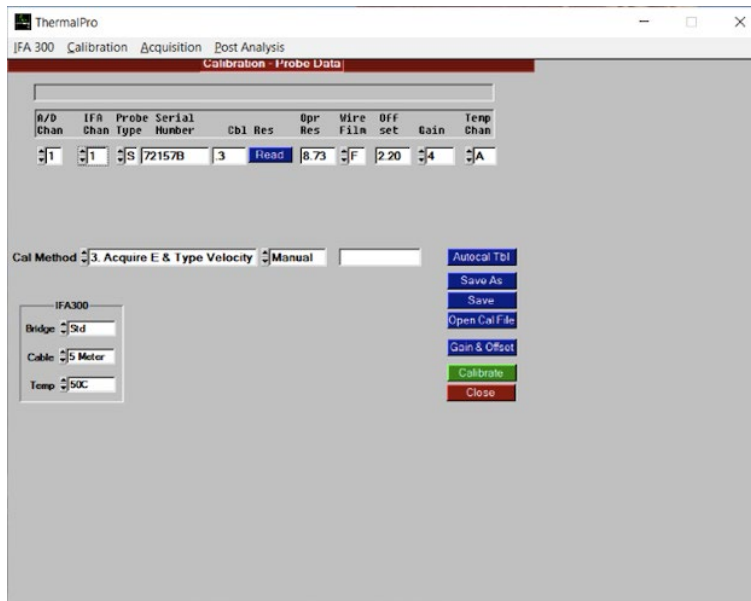 ThermalPro
IFA 300 Calibration Acquisition Post Analysis
Calibration - Probe Data
A/D IFA Probe Serial Opr Wire Off Temp
Chan Chan Type Number Cbl Res Res Film set Gain Chan
1 1 S 72157B .3 Read 8.73 F 2.20 4 A
Cal Method 3. Acquire E & Type Velocity Manual Autocal Tbl
Save As
IFA300 Save
Bridge Std Open Cal File
Cable 5 Meter Gain & Offset
Temp 50C Calibrate
Close